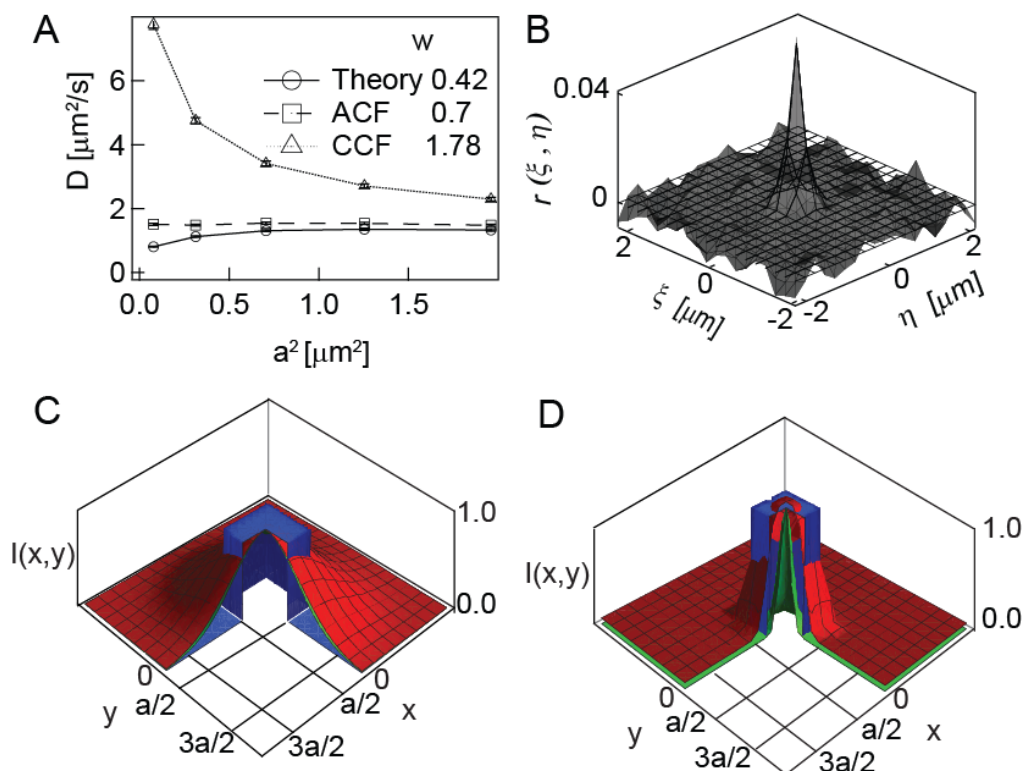 A
w
Theory 0.42
ACF 0.7
CCF 1.78
D [μm²/s]
6
4
2
0
0.0 0.5 1.0 1.5
a² [μm²]
B
0.04
0
r (ξ, η)
2 0 -2
ξ [μm]
-2 0 2
η [μm]
C
1.0
I(x,y)
0.0
0 a/2 3a/2
y
0 a/2 3a/2
x
D
1.0
I(x,y)
0.0
0 a/2 3a/2
y
0 a/2 3a/2
x